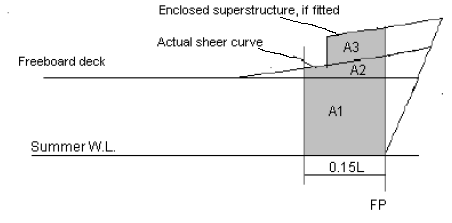 Enclosed superstructure, if fitted
Actual sheer curve
A3
Freeboard deck
A2
A1
Summer W.L.
0.15L
FP